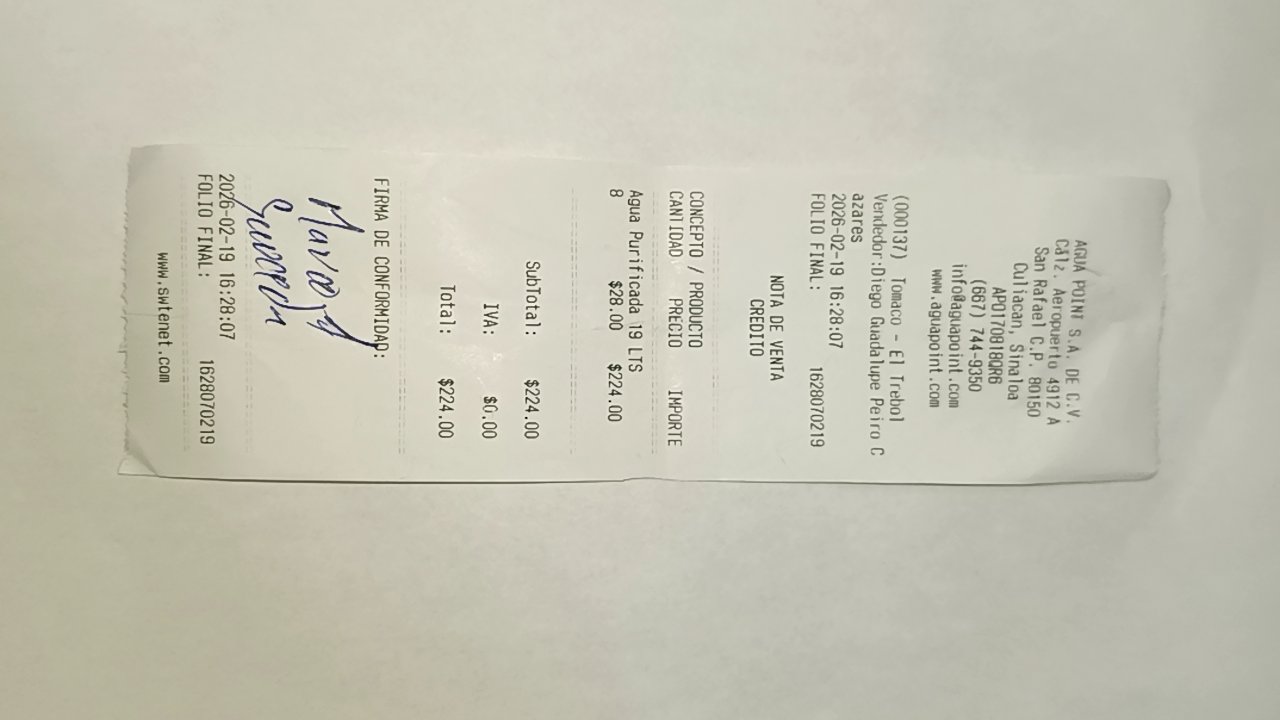 AGUA POINT S.A. DE C.V.
Calz. Aeropuerto 4912 A
San Rafael C.P. 80150
Culiacan, Sinaloa
APO170818QR6
(667) 744-9350
info@aguapoint.com
www.aguapoint.com
(000137) Tomaco - El Trebol
Vendedor:Diego Guadalupe Peiro C
azares
2026-02-19 16:28:07
FOLIO FINAL: 1628070219
NOTA DE VENTA
CREDITO
CONCEPTO / PRODUCTO
CANTIDAD PRECIO IMPORTE
Agua Purificada 19 LTS
8 $28.00 $224.00
SubTotal: $224.00
IVA: $0.00
Total: $224.00
FIRMA DE CONFORMIDAD:
2026-02-19 16:28:07
FOLIO FINAL: 1628070219
www.swtenet.com